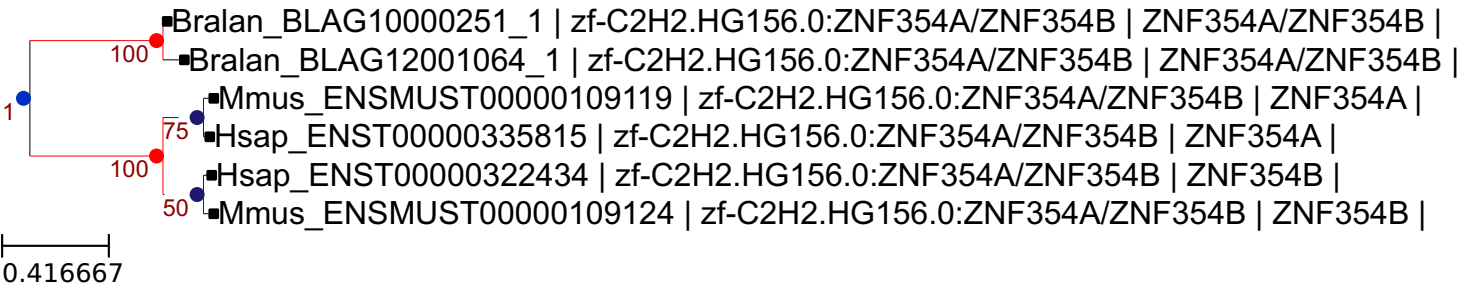 Bralan_BLAG10000251_1 | zf-C2H2.HG156.0:ZNF354A/ZNF354B | ZNF354A/ZNF354B |
100
Bralan_BLAG12001064_1 | zf-C2H2.HG156.0:ZNF354A/ZNF354B | ZNF354A/ZNF354B |
Mmus_ENSMUST00000109119 | zf-C2H2.HG156.0:ZNF354A/ZNF354B | ZNF354A |
1
75
Hsap_ENST00000335815 | zf-C2H2.HG156.0:ZNF354A/ZNF354B | ZNF354A |
100
Hsap_ENST00000322434 | zf-C2H2.HG156.0:ZNF354A/ZNF354B | ZNF354B |
50
Mmus_ENSMUST00000109124 | zf-C2H2.HG156.0:ZNF354A/ZNF354B | ZNF354B |
0.416667